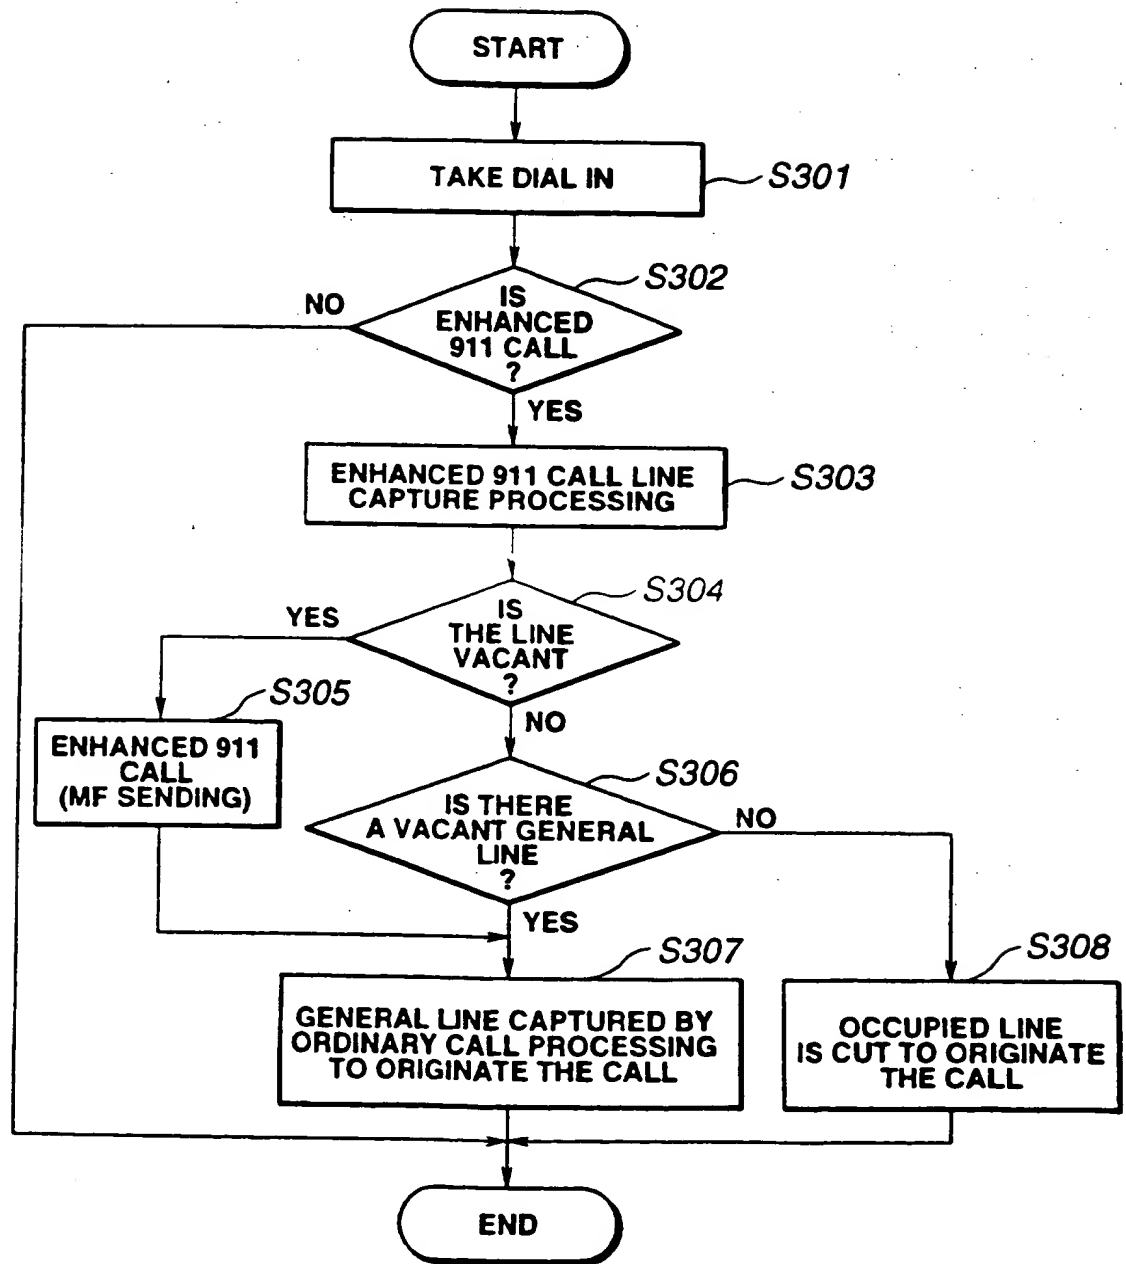 START
TAKE DIAL IN
S301
S302
NO
IS
ENHANCED
911 CALL
?
YES
ENHANCED 911 CALL LINE
CAPTURE PROCESSING
S303
S304
YES
IS
THE LINE
VACANT
?
S305
NO
ENHANCED 911
CALL
(MF SENDING)
S306
IS THERE
A VACANT GENERAL
LINE
?
NO
YES
S307
S308
GENERAL LINE CAPTURED BY
ORDINARY CALL PROCESSING
TO ORIGINATE THE CALL
OCCUPIED LINE
IS CUT TO ORIGINATE
THE CALL
END